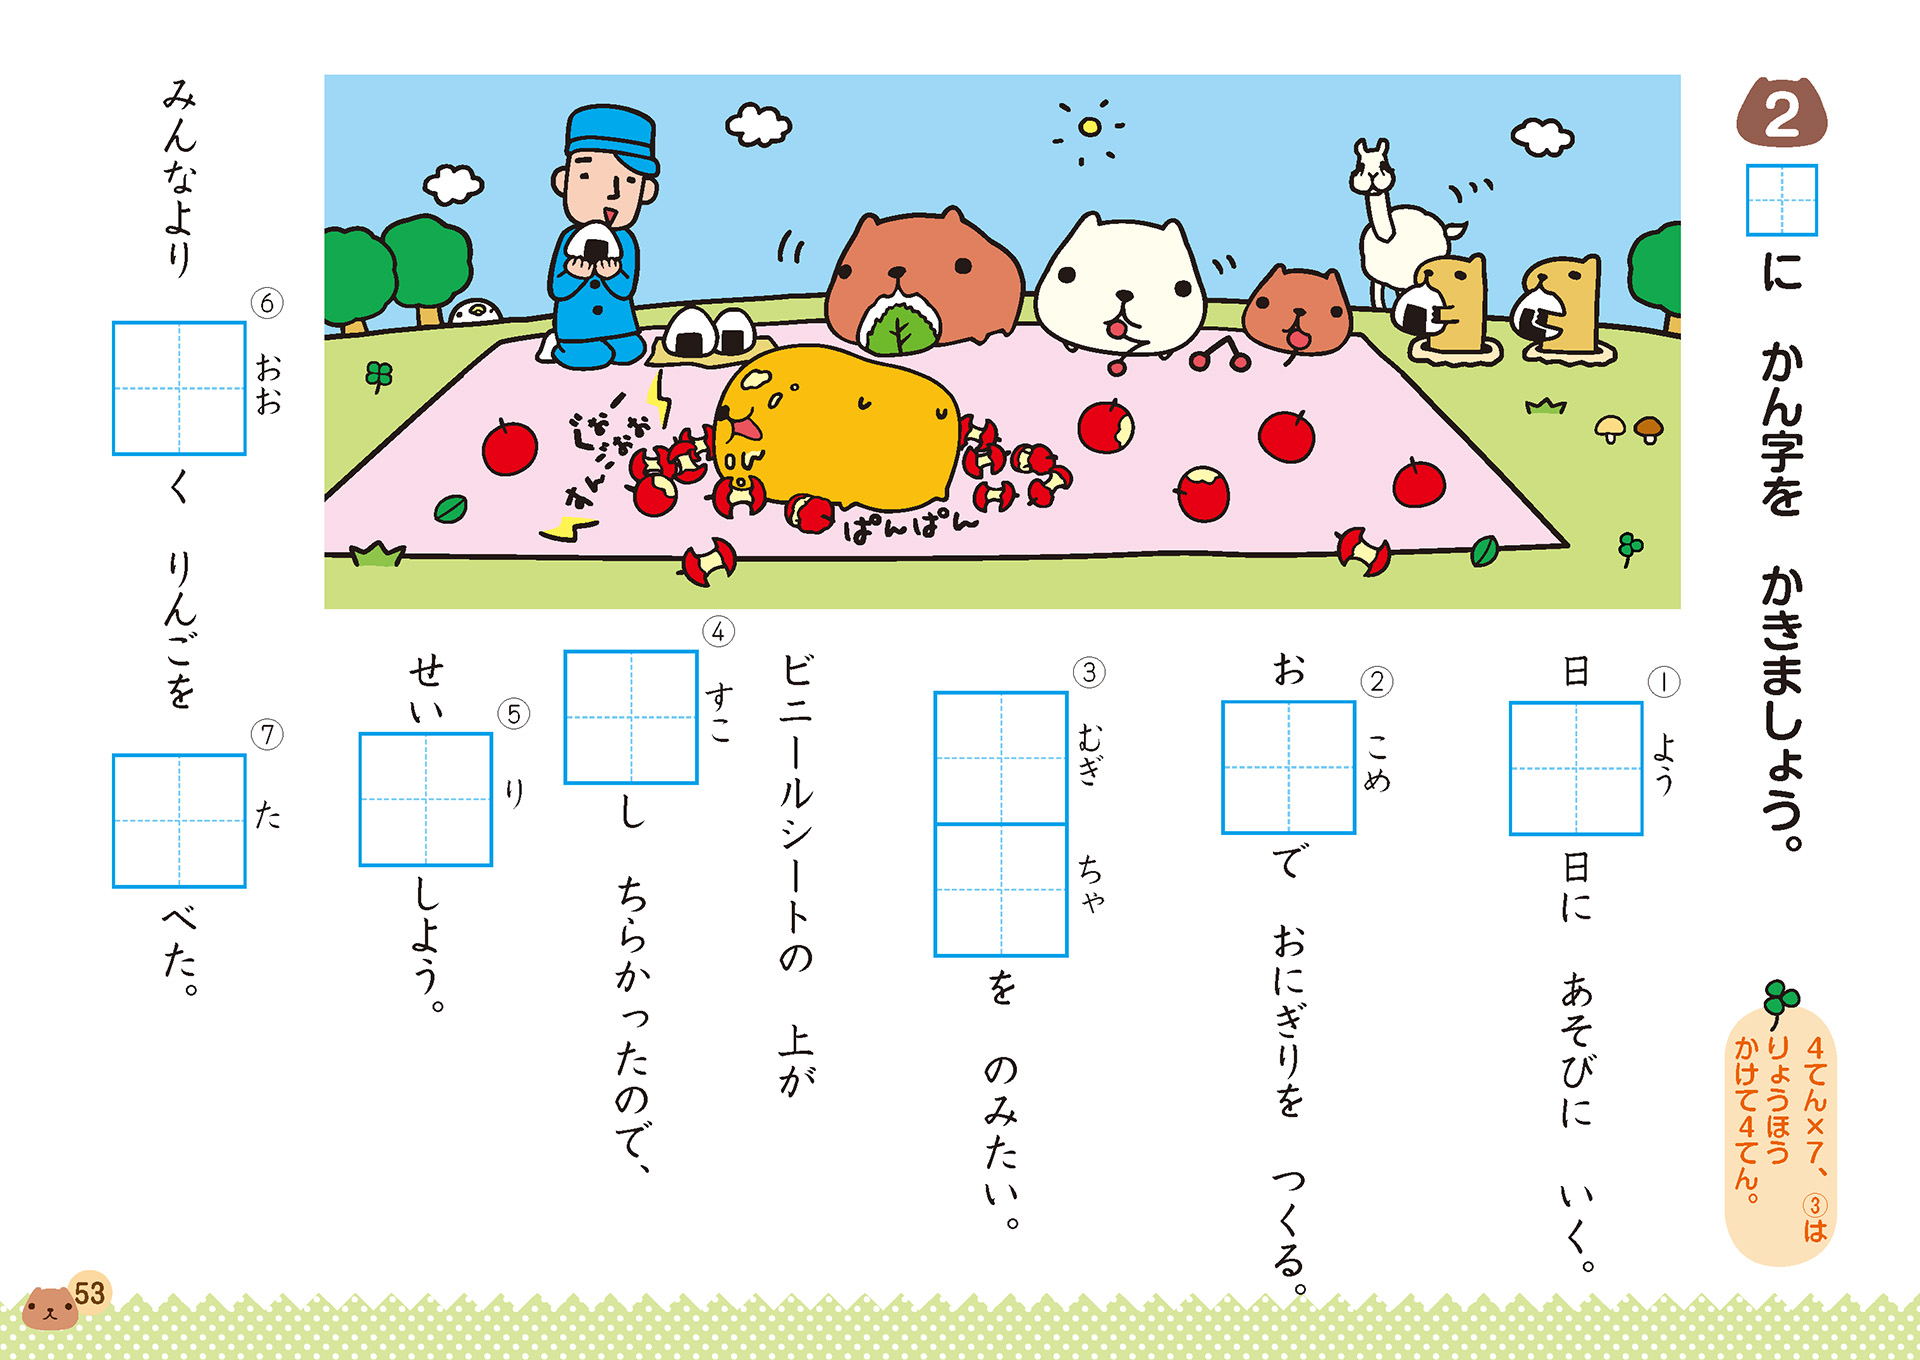 2
□に かん字を かきましょう。
4てん×7、③は
りょうほう
かけて4てん。
① よう
日□日に あそびに いく。
② こめ
お□で おにぎりを つくる。
③ むぎ ちゃ
□□を のみたい。
ビニールシートの 上が
④ すこ
□し ちらかったので、
⑤ り
せい□しよう。
⑥ おお
⑦ た
みんなより□く りんごを□べた。
ぱんぱん
53